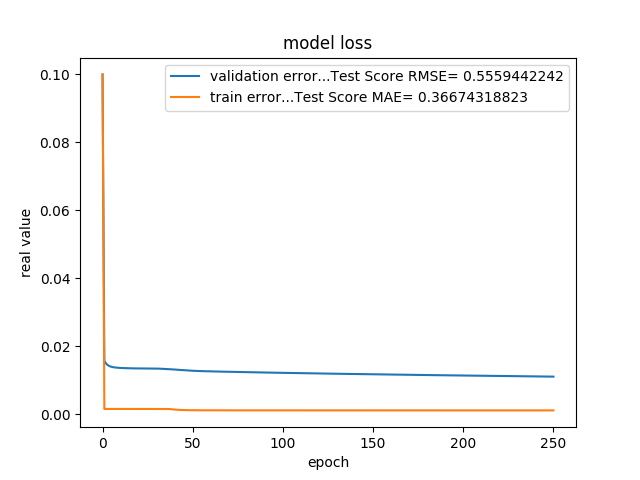 model loss
validation error...Test Score RMSE= 0.5559442242
train error...Test Score MAE= 0.36674318823
real value
0.10
0.08
0.06
0.04
0.02
0.00
0 50 100 150 200 250
epoch